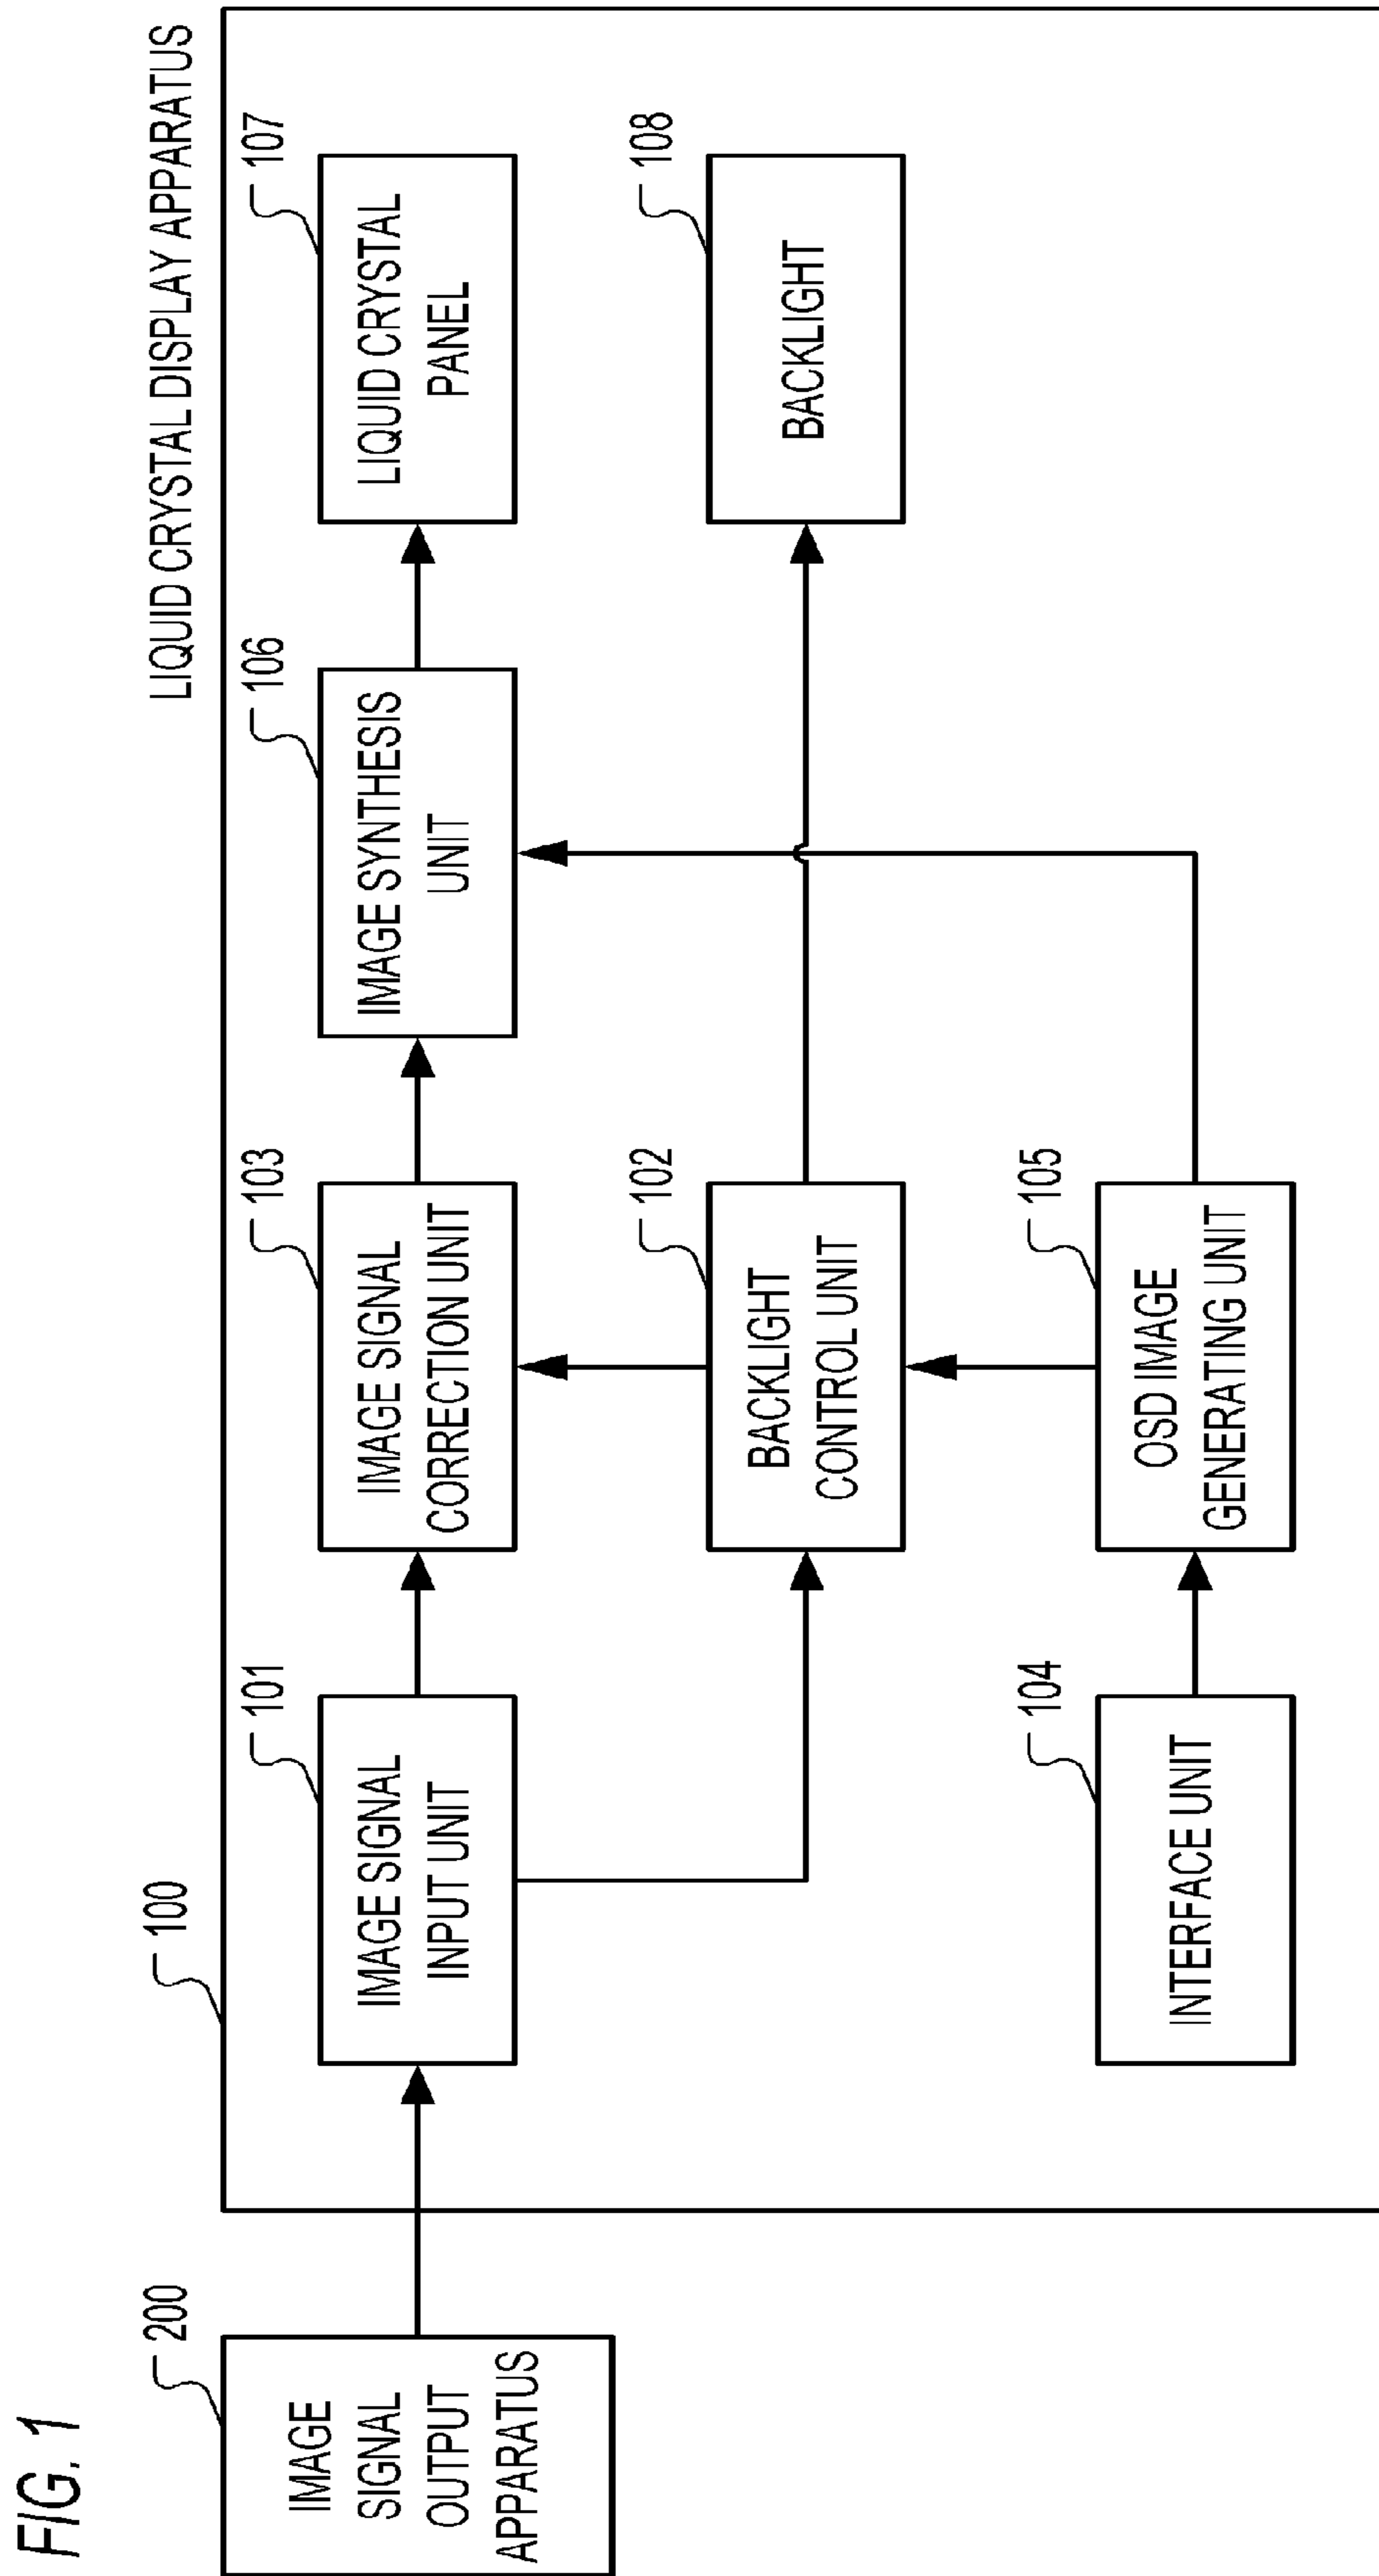 FIG. 1
LIQUID CRYSTAL DISPLAY APPARATUS
200
IMAGE
SIGNAL
OUTPUT
APPARATUS
100
101
IMAGE SIGNAL
INPUT UNIT
103
IMAGE SIGNAL
CORRECTION UNIT
106
IMAGE SYNTHESIS
UNIT
107
LIQUID CRYSTAL
PANEL
102
BACKLIGHT
CONTROL UNIT
108
BACKLIGHT
104
INTERFACE UNIT
105
OSD IMAGE
GENERATING UNIT